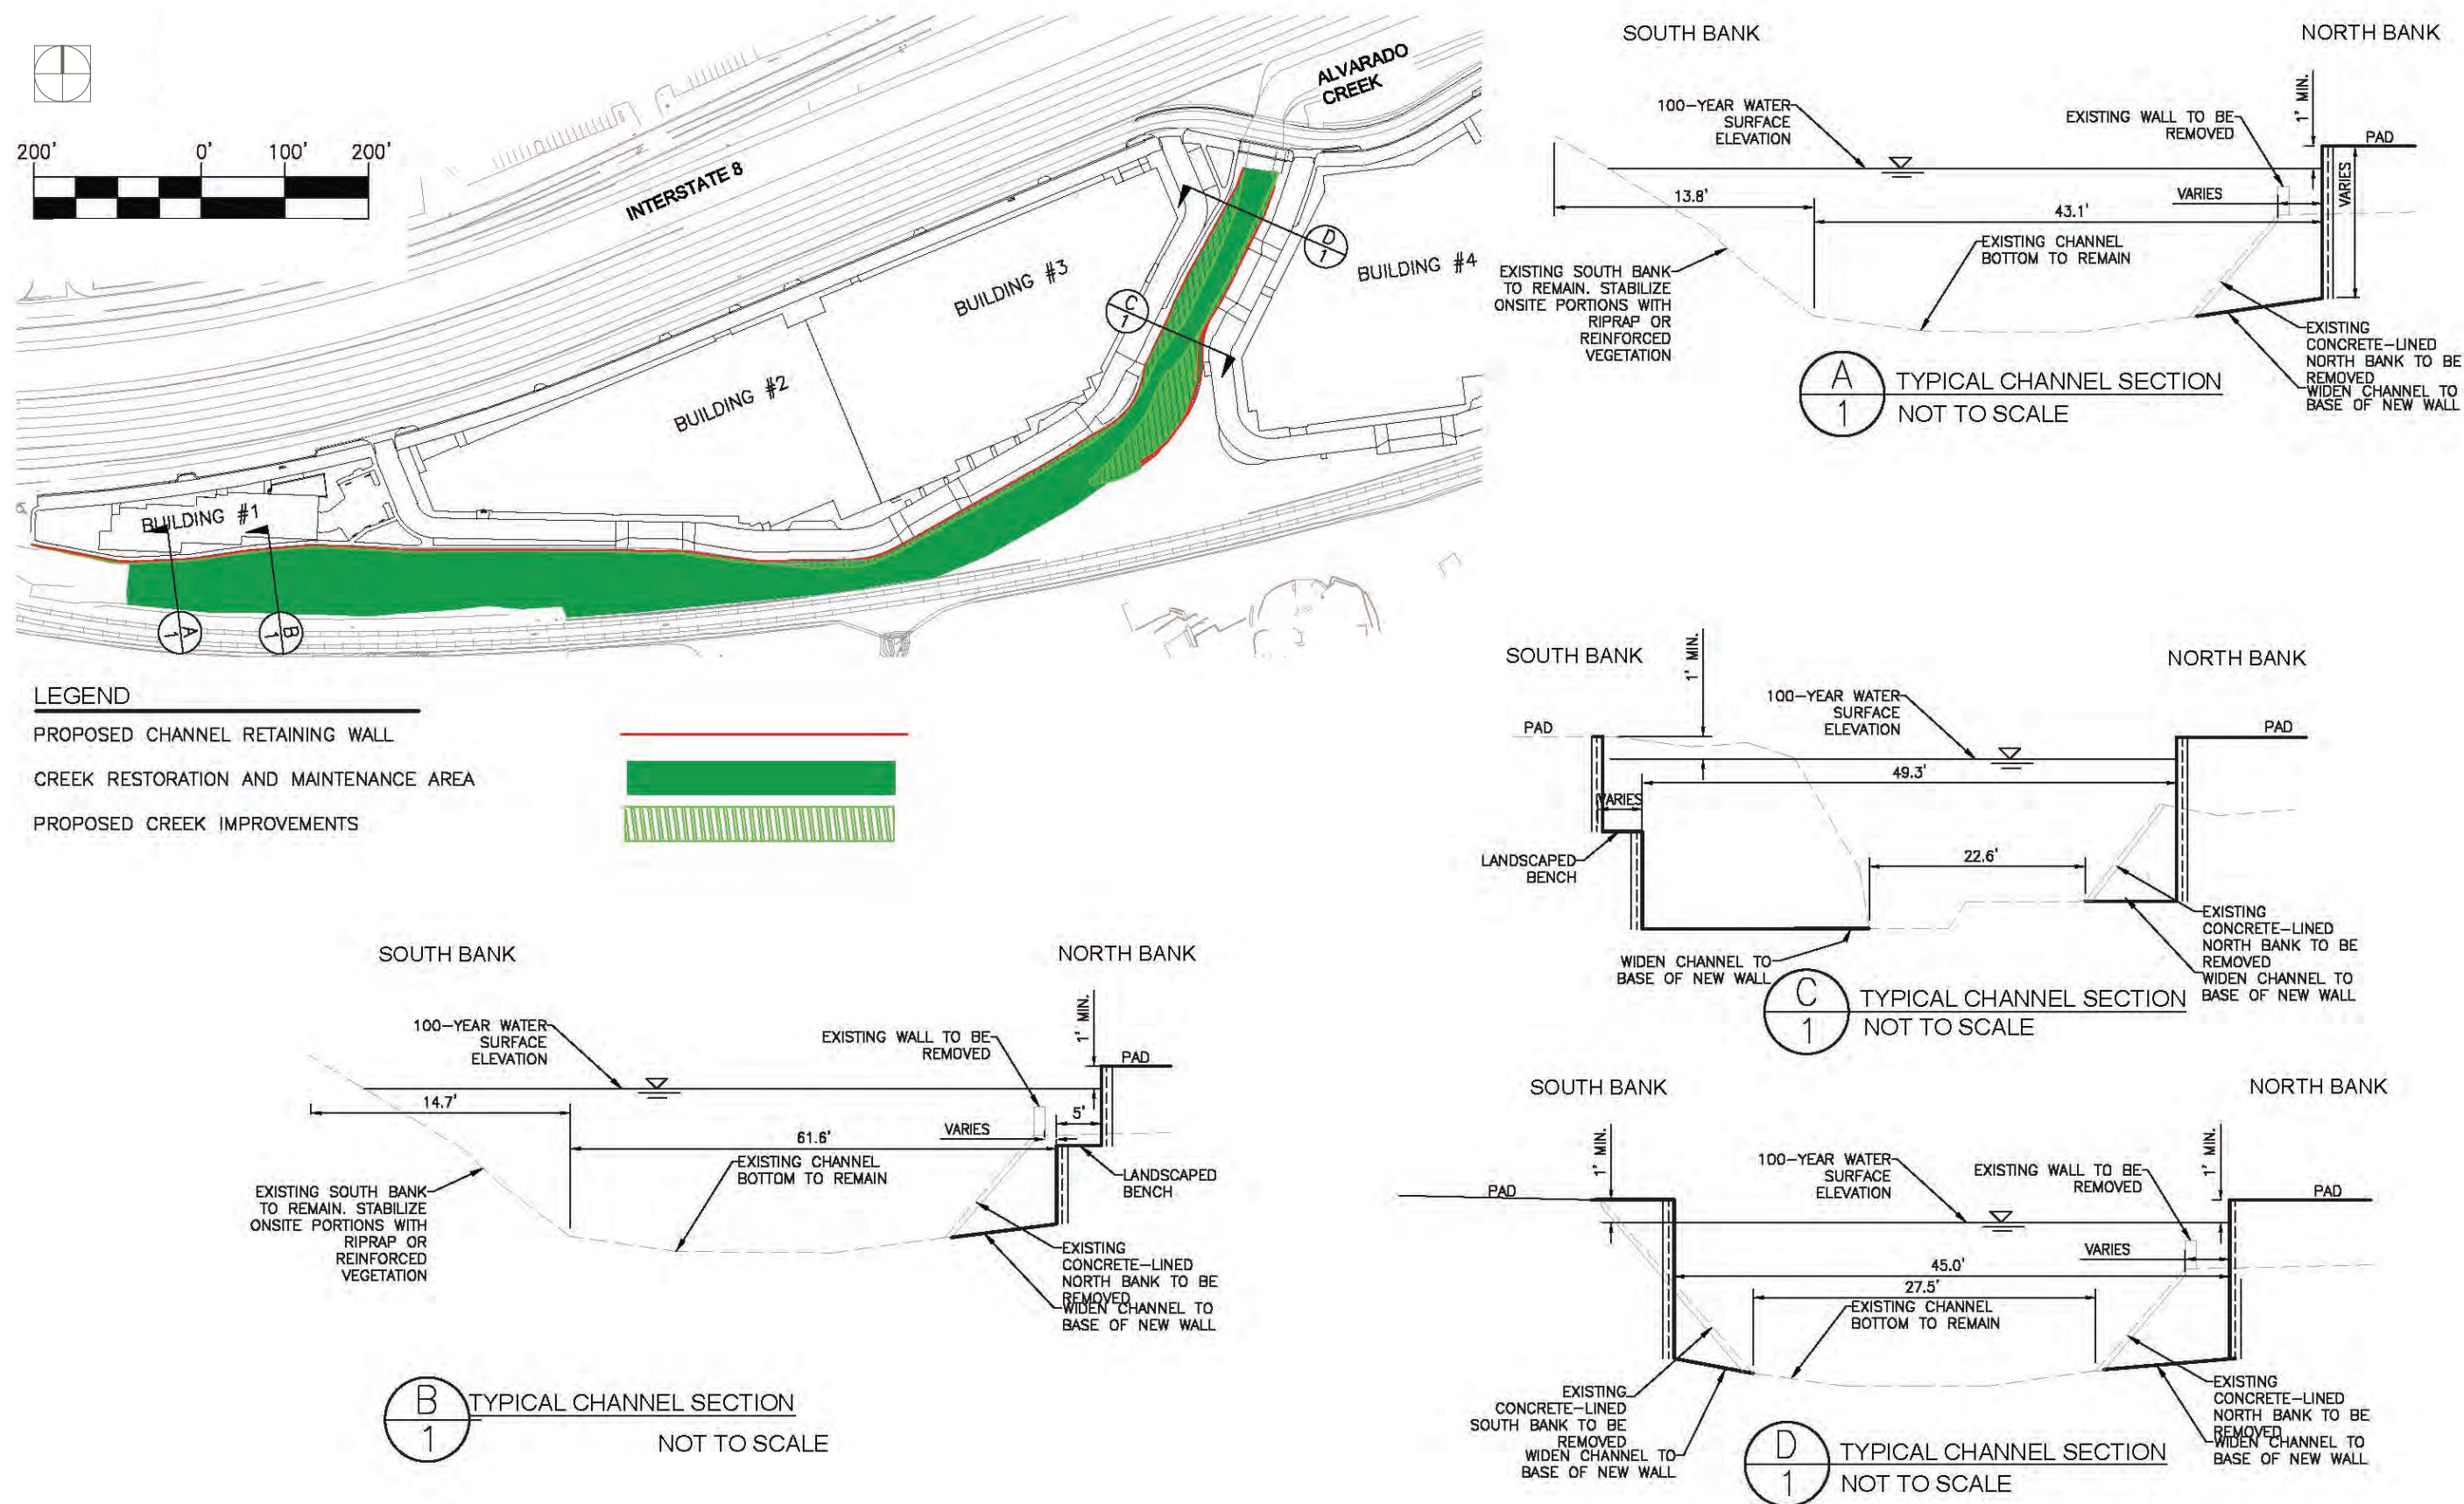 200'
0'
100'
200'
INTERSTATE 8
ALVARADO
CREEK
BUILDING #3
BUILDING #4
BUILDING #2
BUILDING #1
D
1
C
1
A
1
B
1
LEGEND
PROPOSED CHANNEL RETAINING WALL
CREEK RESTORATION AND MAINTENANCE AREA
PROPOSED CREEK IMPROVEMENTS
SOUTH BANK
NORTH BANK
100-YEAR WATER
SURFACE
ELEVATION
EXISTING WALL TO BE
REMOVED
1' MIN.
PAD
VARIES
VARIES
13.8'
43.1'
EXISTING CHANNEL
BOTTOM TO REMAIN
EXISTING SOUTH BANK
TO REMAIN. STABILIZE
ONSITE PORTIONS WITH
RIPRAP OR
REINFORCED
VEGETATION
EXISTING
CONCRETE-LINED
NORTH BANK TO BE
REMOVED
WIDEN CHANNEL TO
BASE OF NEW WALL
A
1
TYPICAL CHANNEL SECTION
NOT TO SCALE
SOUTH BANK
NORTH BANK
1' MIN.
100-YEAR WATER
SURFACE
ELEVATION
PAD
PAD
49.3'
VARIES
LANDSCAPED
BENCH
22.6'
WIDEN CHANNEL TO
BASE OF NEW WALL
EXISTING
CONCRETE-LINED
NORTH BANK TO BE
REMOVED
WIDEN CHANNEL TO
BASE OF NEW WALL
C
1
TYPICAL CHANNEL SECTION
NOT TO SCALE
SOUTH BANK
NORTH BANK
100-YEAR WATER
SURFACE
ELEVATION
EXISTING WALL TO BE
REMOVED
1' MIN.
PAD
14.7'
61.6'
VARIES
5'
EXISTING CHANNEL
BOTTOM TO REMAIN
LANDSCAPED
BENCH
EXISTING SOUTH BANK
TO REMAIN. STABILIZE
ONSITE PORTIONS WITH
RIPRAP OR
REINFORCED
VEGETATION
EXISTING
CONCRETE-LINED
NORTH BANK TO BE
REMOVED
WIDEN CHANNEL TO
BASE OF NEW WALL
B
1
TYPICAL CHANNEL SECTION
NOT TO SCALE
SOUTH BANK
NORTH BANK
1' MIN.
100-YEAR WATER
SURFACE
ELEVATION
EXISTING WALL TO BE
REMOVED
1' MIN.
PAD
PAD
VARIES
45.0'
27.5'
EXISTING CHANNEL
BOTTOM TO REMAIN
EXISTING
CONCRETE-LINED
SOUTH BANK TO BE
REMOVED
WIDEN CHANNEL TO
BASE OF NEW WALL
EXISTING
CONCRETE-LINED
NORTH BANK TO BE
REMOVED
WIDEN CHANNEL TO
BASE OF NEW WALL
D
1
TYPICAL CHANNEL SECTION
NOT TO SCALE